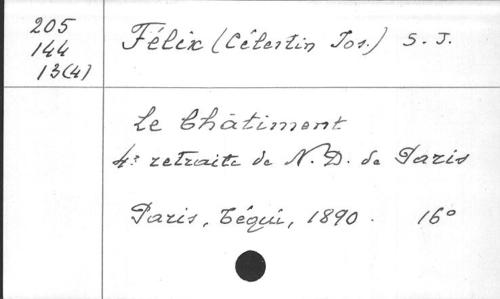 205
144
13(4)
Félix (Célestin Jos.) S. J.
Le Châtiment
4e retraite de N. D. de Paris
Paris, Téqui, 1890. 16°